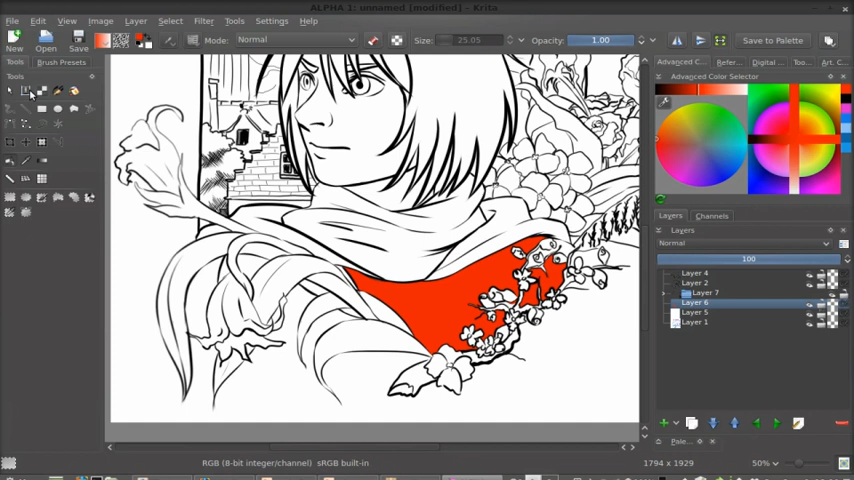 ALPHA 1: unnamed [modified] – Krita
File Edit View Image Layer Select Filter Tools Settings Help
New Open Save Mode: Normal Size: 25.05 Opacity: 1.00 Save to Palette
Tools Brush Presets Advanced C... Refer... Digital ... Art. C...
Tools Advanced Color Selector
Layers Channels
Layers
Normal
100
Layer 4
Layer 2
Layer 7
Layer 6
Layer 5
Layer 1
Pale...
RGB (8-bit integer/channel) sRGB built-in 1794 x 1929 50%